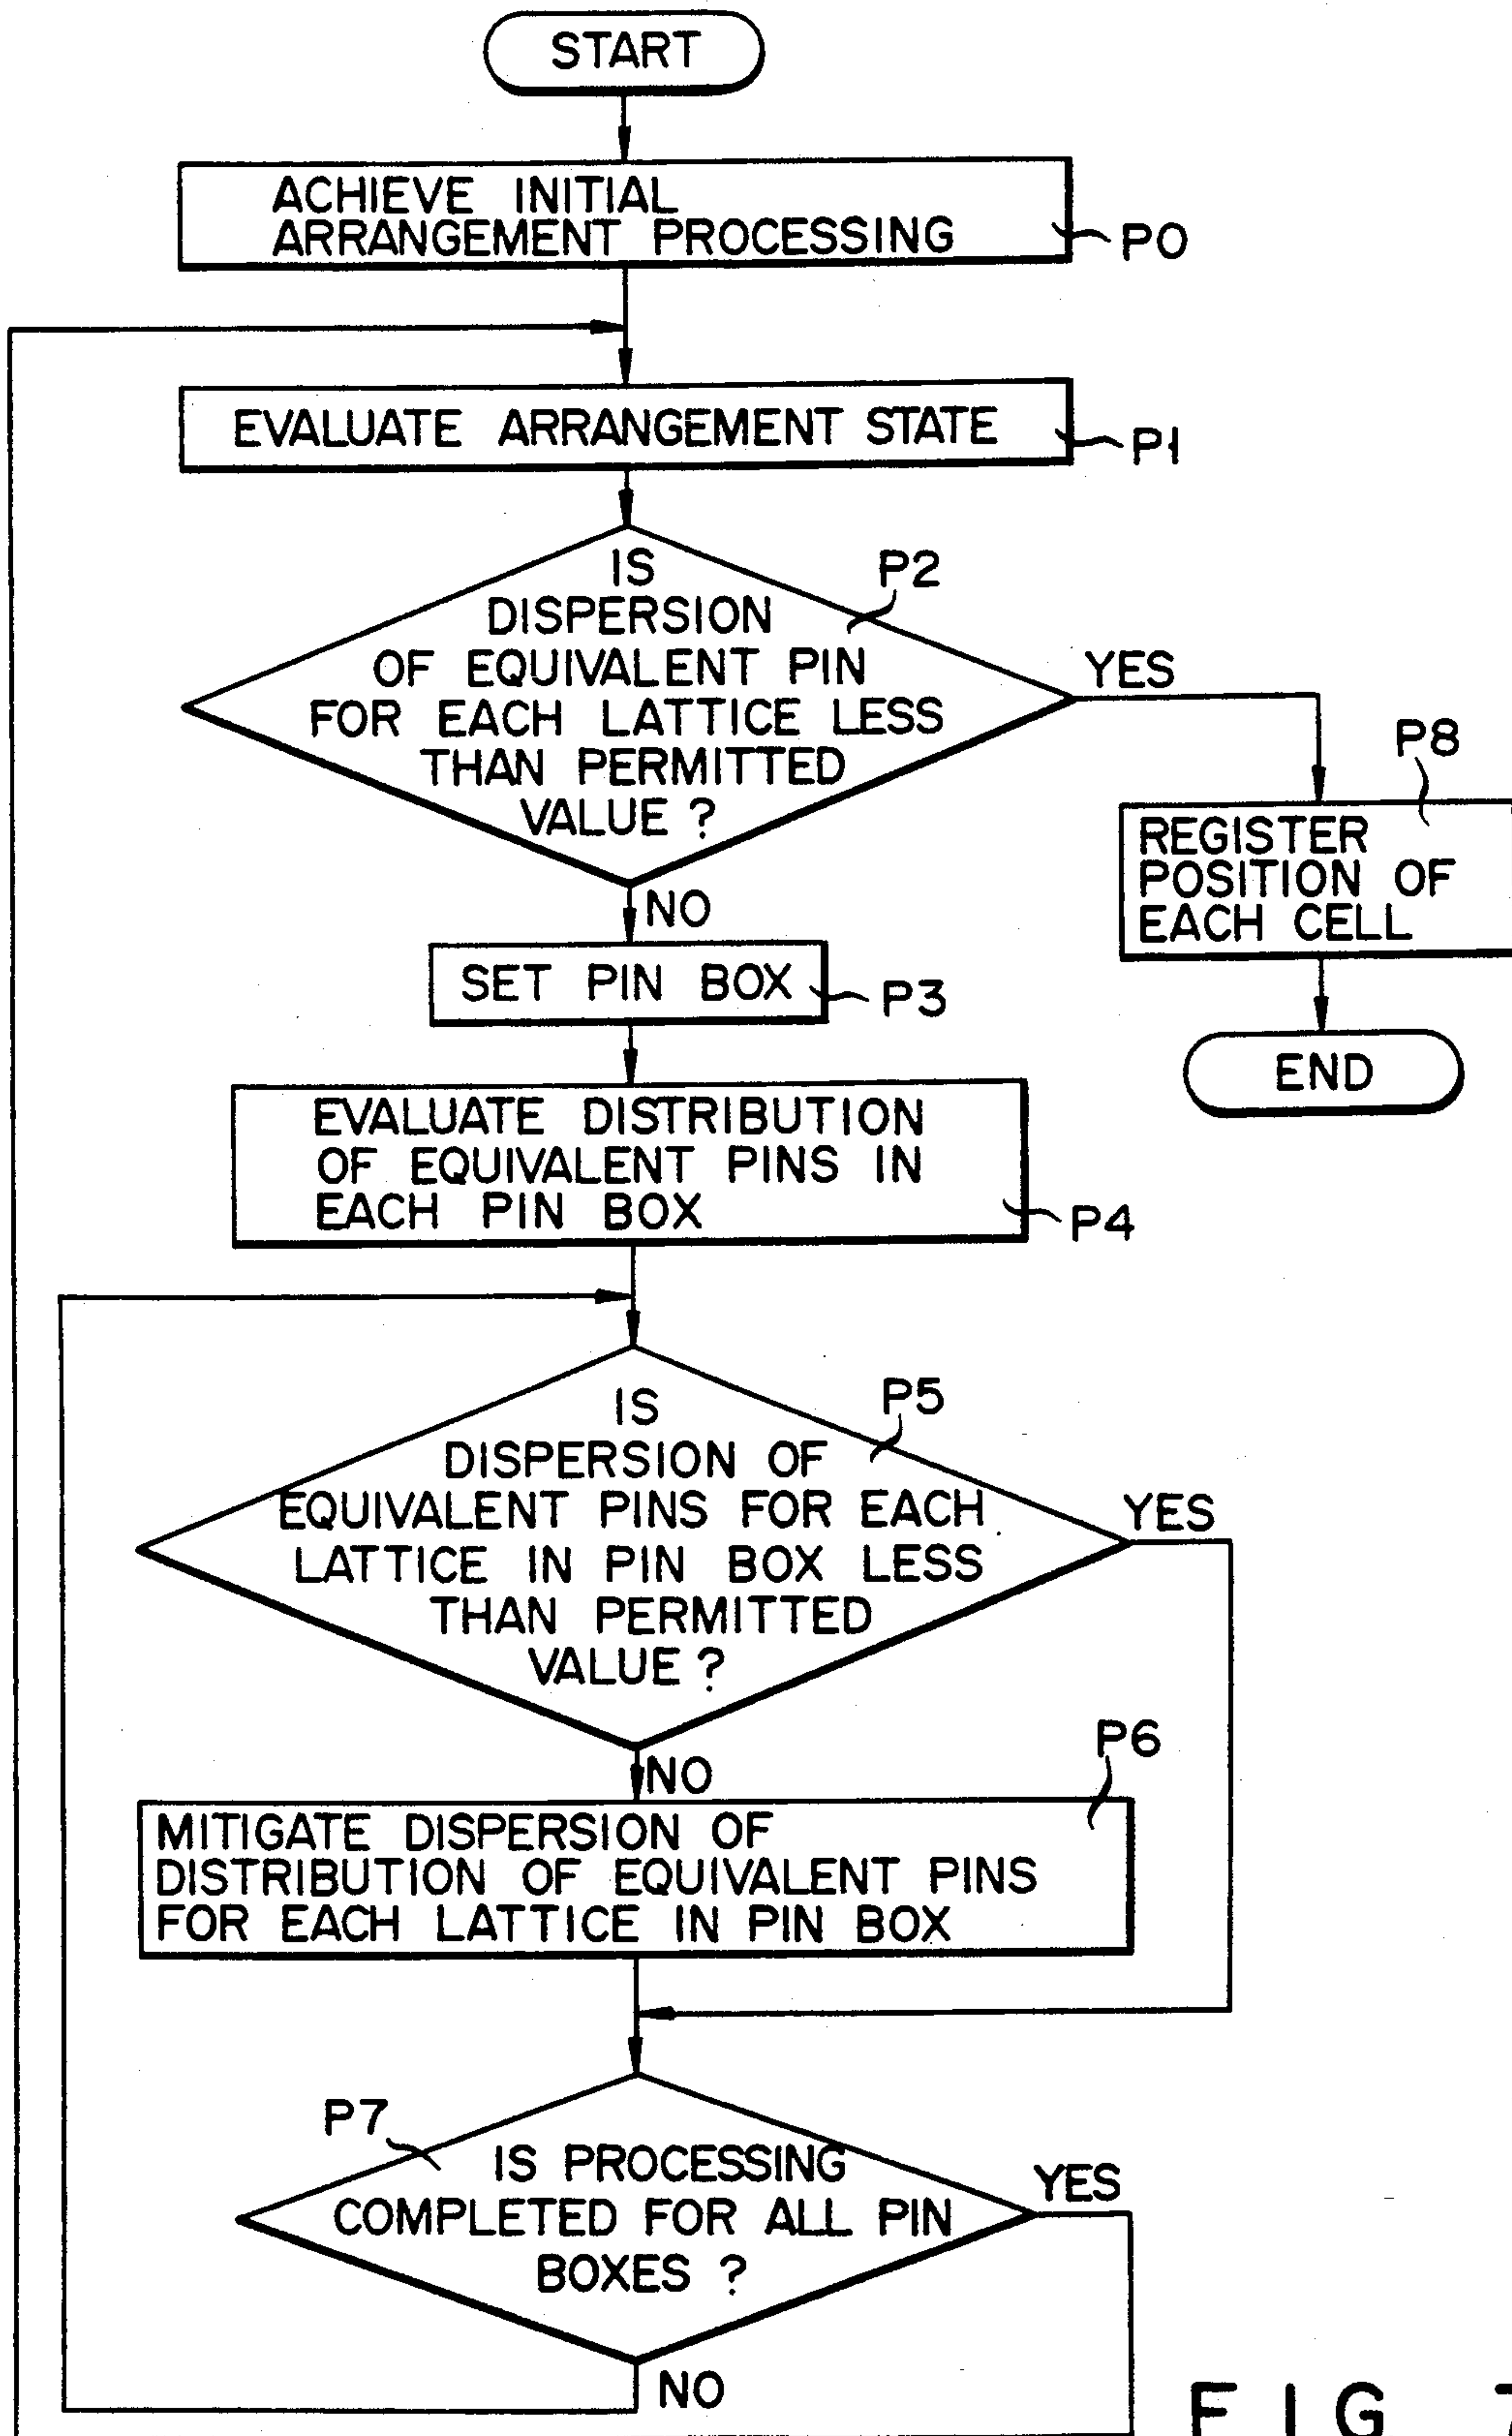 START
ACHIEVE INITIAL
ARRANGEMENT PROCESSING
P0
EVALUATE ARRANGEMENT STATE
P1
IS
DISPERSION
OF EQUIVALENT PIN
FOR EACH LATTICE LESS
THAN PERMITTED
VALUE ?
P2
YES
P8
REGISTER
POSITION OF
EACH CELL
END
NO
SET PIN BOX
P3
EVALUATE DISTRIBUTION
OF EQUIVALENT PINS IN
EACH PIN BOX
P4
IS
DISPERSION OF
EQUIVALENT PINS FOR EACH
LATTICE IN PIN BOX LESS
THAN PERMITTED
VALUE ?
P5
YES
NO
P6
MITIGATE DISPERSION OF
DISTRIBUTION OF EQUIVALENT PINS
FOR EACH LATTICE IN PIN BOX
P7
IS PROCESSING
COMPLETED FOR ALL PIN
BOXES ?
YES
NO
FIG.